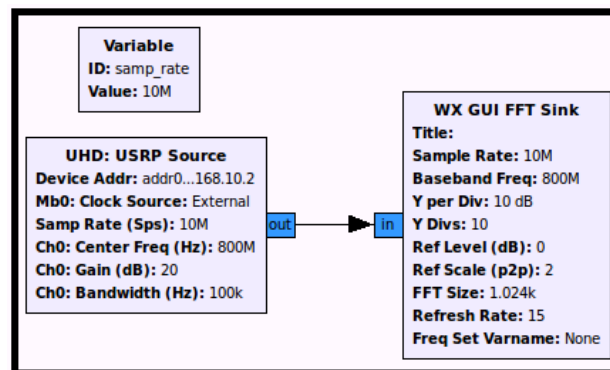 Variable
ID: samp_rate
Value: 10M
UHD: USRP Source
Device Addr: addr0...168.10.2
Mb0: Clock Source: External
Samp Rate (Sps): 10M
Ch0: Center Freq (Hz): 800M
Ch0: Gain (dB): 20
Ch0: Bandwidth (Hz): 100k
out
in
WX GUI FFT Sink
Title:
Sample Rate: 10M
Baseband Freq: 800M
Y per Div: 10 dB
Y Divs: 10
Ref Level (dB): 0
Ref Scale (p2p): 2
FFT Size: 1.024k
Refresh Rate: 15
Freq Set Varname: None